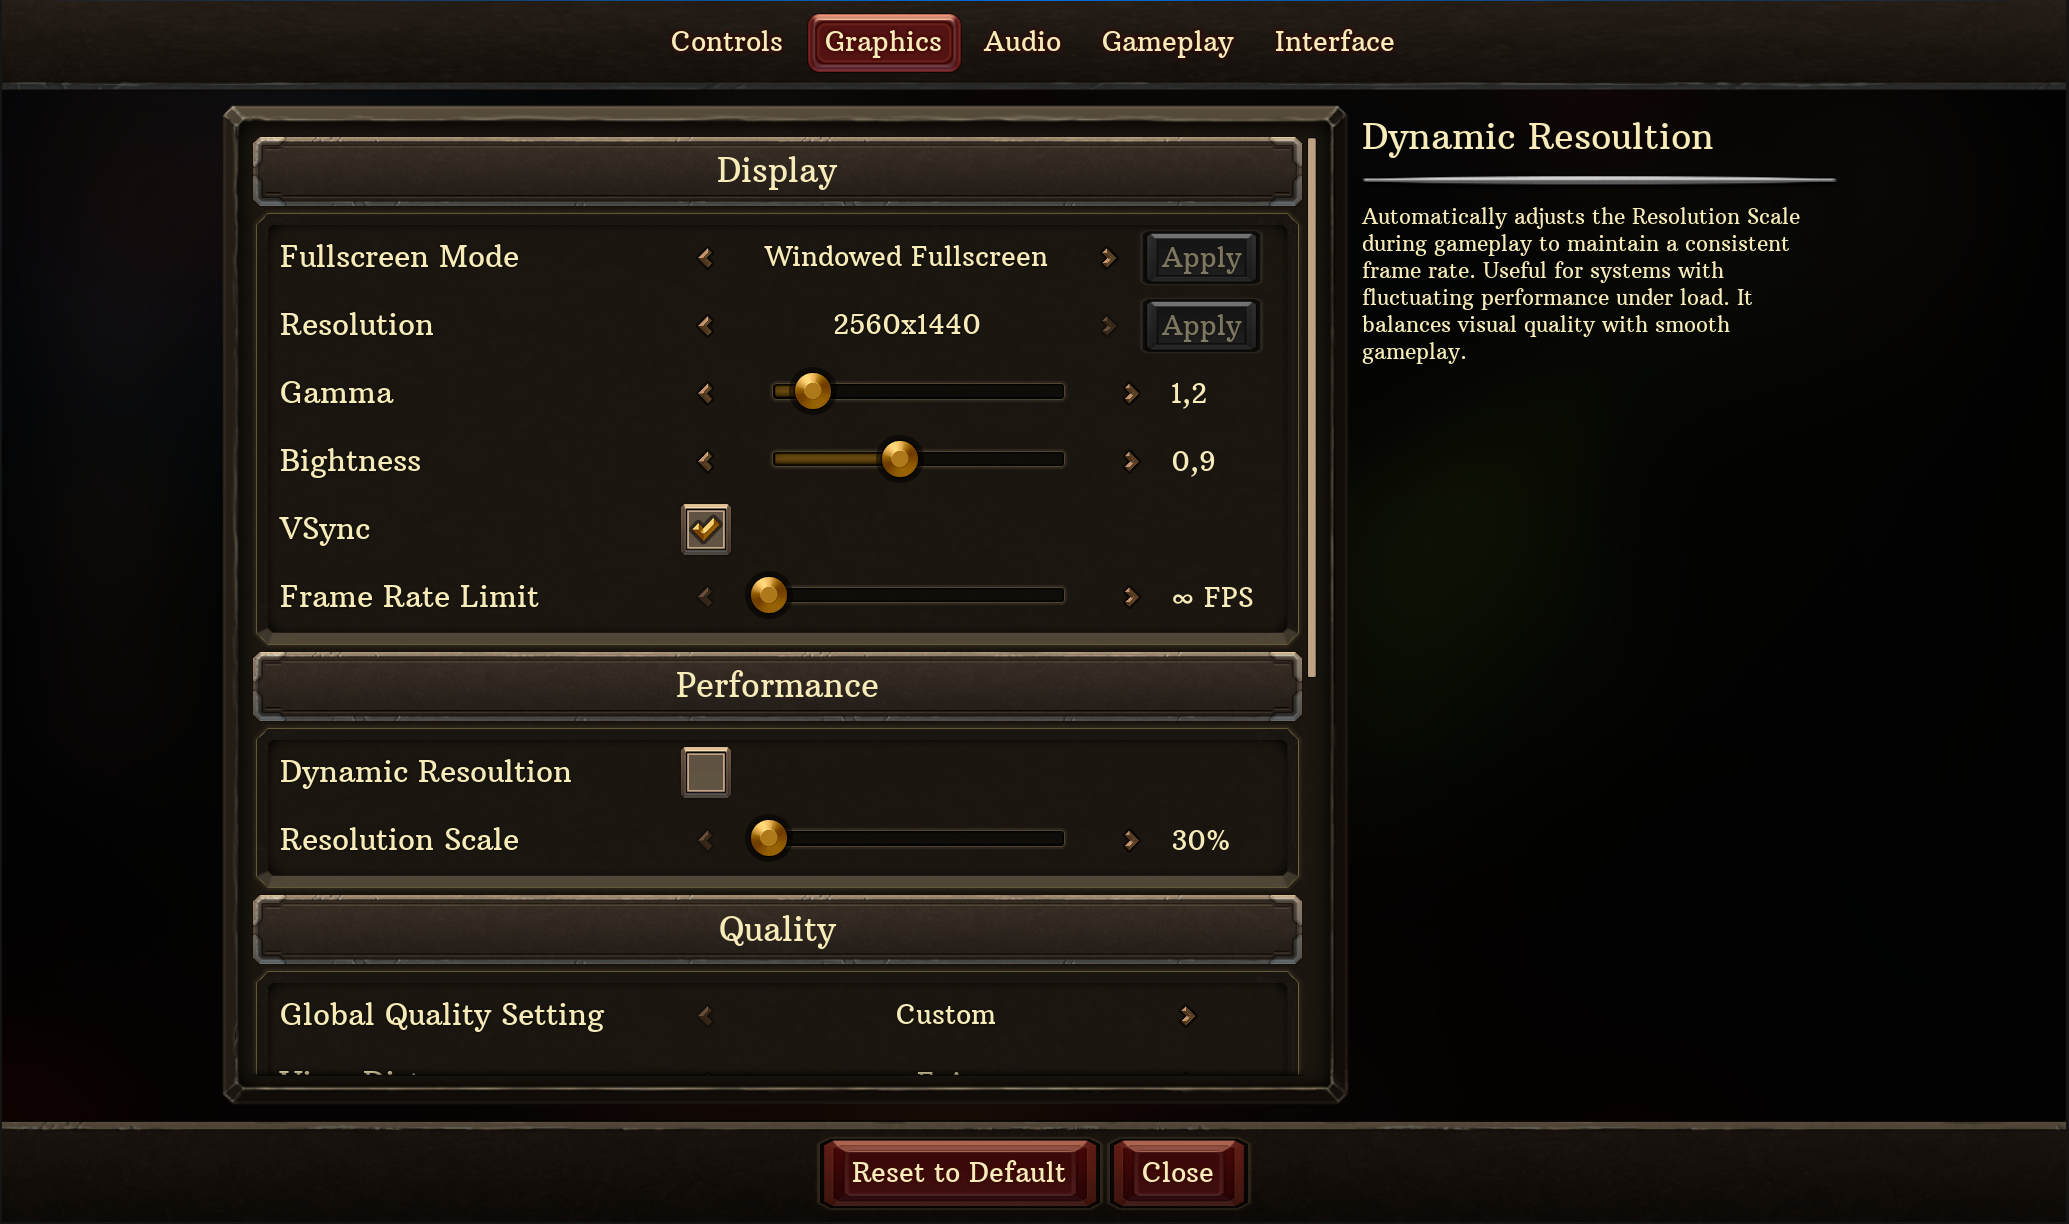 Controls Graphics Audio Gameplay Interface
Display
Fullscreen Mode Windowed Fullscreen Apply
Resolution 2560x1440 Apply
Gamma 1,2
Bightness 0,9
VSync
Frame Rate Limit ∞ FPS
Performance
Dynamic Resoultion
Resolution Scale 30%
Quality
Global Quality Setting Custom
Dynamic Resoultion
Automatically adjusts the Resolution Scale
during gameplay to maintain a consistent
frame rate. Useful for systems with
fluctuating performance under load. It
balances visual quality with smooth
gameplay.
Reset to Default Close